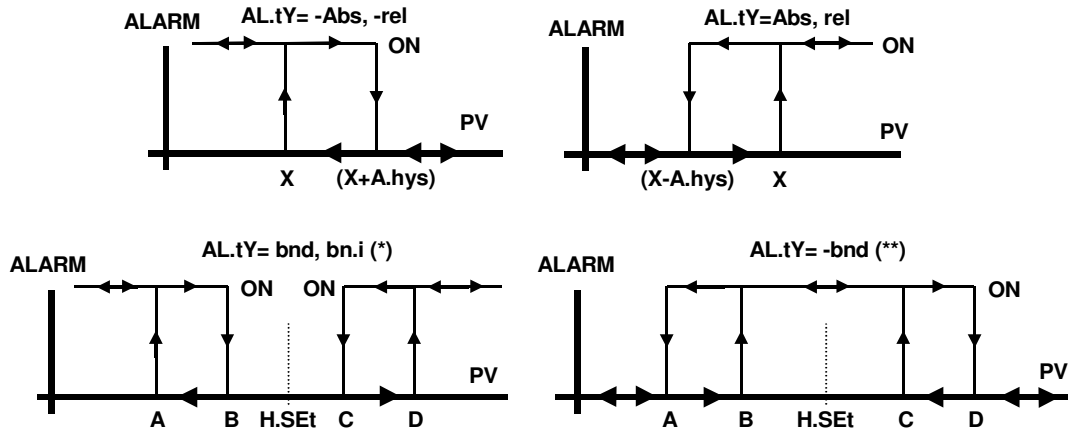 AL.tY= -Abs, -rel
ALARM
ON
PV
X
(X+A.hys)
AL.tY=Abs, rel
ALARM
ON
PV
(X-A.hys)
X
AL.tY= bnd, bn.i (*)
ALARM
ON
ON
PV
A
B
H.SEt
C
D
AL.tY= -bnd (**)
ALARM
ON
PV
A
B
H.SEt
C
D